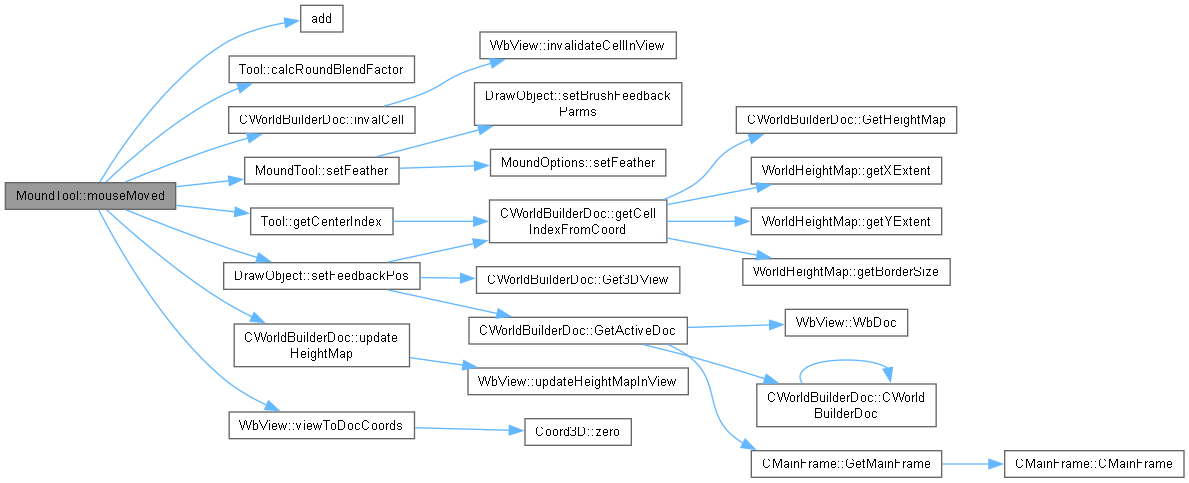 add
WbView::invalidateCellInView
Tool::calcRoundBlendFactor
DrawObject::setBrushFeedback
Parms
CWorldBuilderDoc::invalCell
CWorldBuilderDoc::GetHeightMap
MoundTool::setFeather
MoundOptions::setFeather
WorldHeightMap::getXExtent
MoundTool::mouseMoved
Tool::getCenterIndex
CWorldBuilderDoc::getCell
IndexFromCoord
WorldHeightMap::getYExtent
DrawObject::setFeedbackPos
CWorldBuilderDoc::Get3DView
WorldHeightMap::getBorderSize
CWorldBuilderDoc::GetActiveDoc
WbView::WbDoc
CWorldBuilderDoc::update
HeightMap
WbView::updateHeightMapInView
CWorldBuilderDoc::CWorld
BuilderDoc
WbView::viewToDocCoords
Coord3D::zero
CMainFrame::GetMainFrame
CMainFrame::CMainFrame